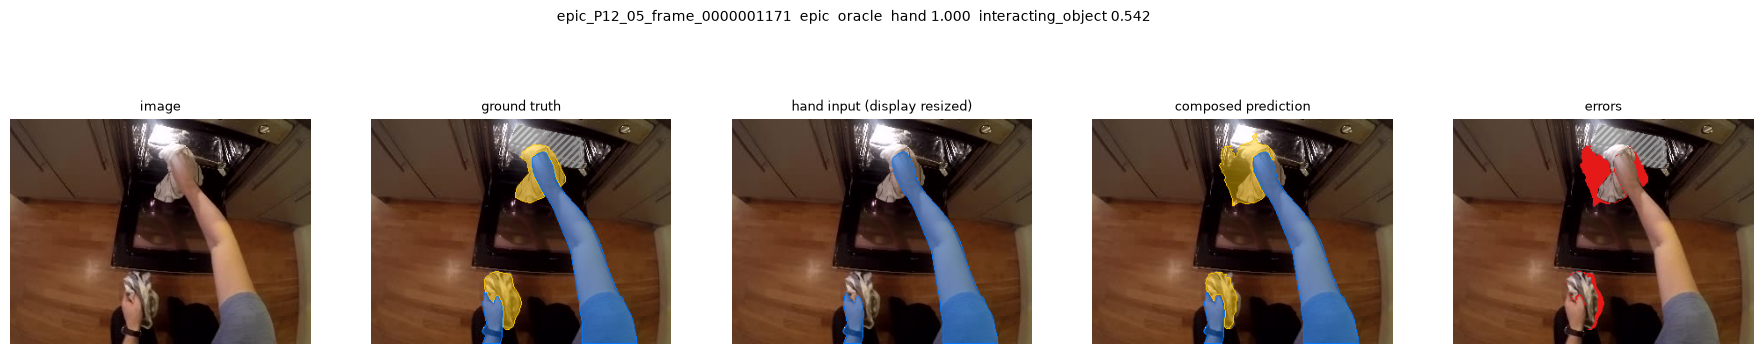 epic_P12_05_frame_0000001171  epic  oracle  hand 1.000  interacting_object 0.542
image
ground truth
hand input (display resized)
composed prediction
errors